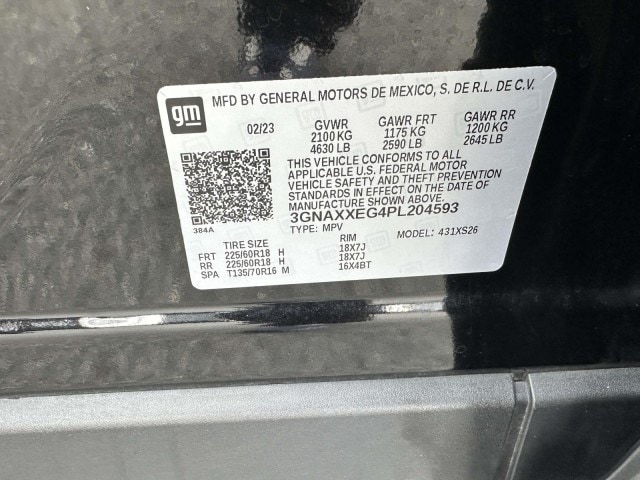 gm
MFD BY GENERAL MOTORS DE MEXICO, S. DE R.L. DE C.V.
02/23 GVWR GAWR FRT GAWR RR
2100 KG 1175 KG 1200 KG
4630 LB 2590 LB 2645 LB
THIS VEHICLE CONFORMS TO ALL
APPLICABLE U.S. FEDERAL MOTOR
VEHICLE SAFETY AND THEFT PREVENTION
STANDARDS IN EFFECT ON THE DATE OF
MANUFACTURE SHOWN ABOVE.
3GNAXXEG4PL204593
384A TYPE: MPV MODEL: 431XS26
TIRE SIZE RIM
FRT 225/60R18 H 18X7J
RR 225/60R18 H 18X7J
SPA T135/70R16 M 16X4BT